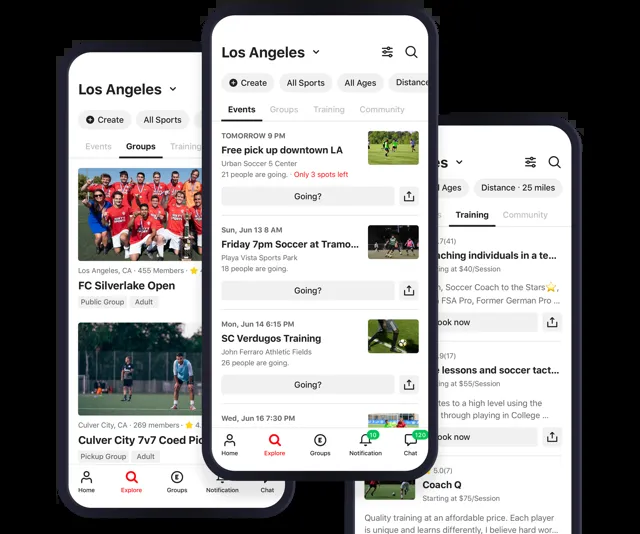 Los Angeles
Create
All Sports
Events
Groups
Training
Los Angeles, CA · 455 Members ·
FC Silverlake Open
Public Group
Adult
Culver City, CA · 269 members ·
Culver City 7v7 Coed
Pickup Group
Adult
Home
Explore
Groups
Notification
Chat
Los Angeles
Create
All Sports
All Ages
Distance
Events
Groups
Training
Community
TOMORROW 9 PM
Free pick up downtown LA
Urban Soccer 5 Center
21 people are going. · Only 3 spots left
Going?
Sun, Jun 13 8 AM
Friday 7pm Soccer at Tramo...
Playa Vista Sports Park
18 people are going.
Going?
Mon, Jun 14 6:15 PM
SC Verdugos Training
John Ferraro Athletic Fields
26 people are going.
Going?
Wed, Jun 16 7:30 PM
Home
Explore
Groups
10
Notification
120
Chat
Ages
Distance · 25 miles
Training
Community
(41)
individuals in a te...
at $40/Session
Soccer Coach to the Stars⭐,
FSA Pro, Former German Pro ...
now
(17)
lessons and soccer tact...
at $55/Session
to a high level using the
through playing in College ...
now
5.0(7)
Coach Q
Starting at $75/Session
Quality training at an affordable price. Each player
is unique and learns differently, I believe hard wor...